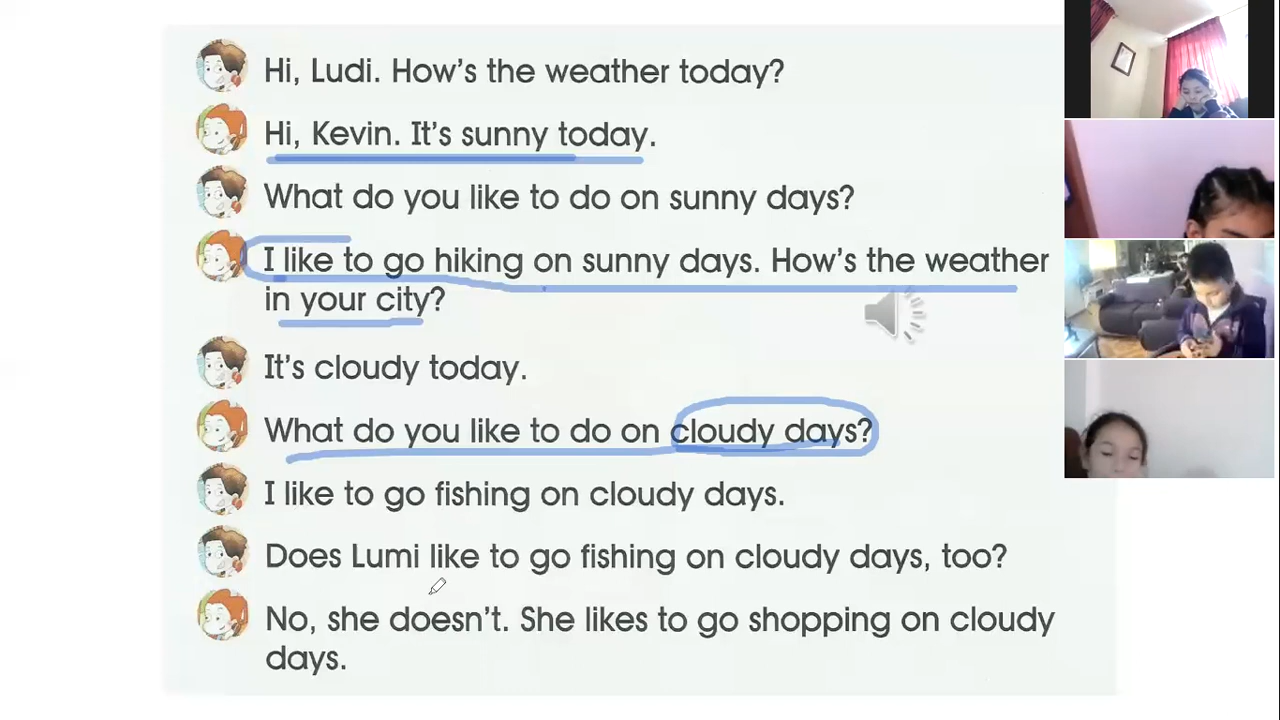 Hi, Ludi. How's the weather today?
Hi, Kevin. It's sunny today.
What do you like to do on sunny days?
I like to go hiking on sunny days. How's the weather
in your city?
It's cloudy today.
What do you like to do on cloudy days?
I like to go fishing on cloudy days.
Does Lumi like to go fishing on cloudy days, too?
No, she doesn't. She likes to go shopping on cloudy
days.